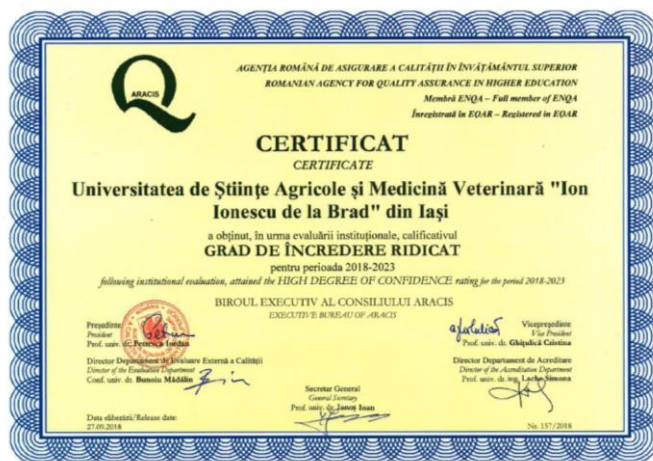 ARACIS
AGENȚIA ROMÂNĂ DE ASIGURARE A CALITĂȚII ÎN ÎNVĂȚĂMÂNTUL SUPERIOR
ROMANIAN AGENCY FOR QUALITY ASSURANCE IN HIGHER EDUCATION
Membră ENQA – Full member of ENQA
Înregistrată în EQAR – Registered in EQAR
CERTIFICAT
CERTIFICATE
Universitatea de Științe Agricole și Medicină Veterinară "Ion
Ionescu de la Brad" din Iași
a obținut, în urma evaluării instituționale, calificativul
GRAD DE ÎNCREDERE RIDICAT
pentru perioada 2018-2023
following institutional evaluation, attained the HIGH DEGREE OF CONFIDENCE rating for the period 2018-2023
BIROUL EXECUTIV AL CONSILIULUI ARACIS
EXECUTIVE BUREAU OF ARACIS
Președinte
President
Prof. univ. dr. Petrescu Iordan
Vicepreședinte
Vice President
Prof. univ. dr. Ghițulică Cristina
Director Departament de Evaluare Externă a Calității
Director of the Evaluation Department
Conf. univ. dr. Bunoiu Mădălin
Director Departament de Acreditare
Director of the Accreditation Department
Prof. univ. dr. ing. Lache Simona
Secretar General
General Secretary
Prof. univ. dr. Ianoș Ioan
Data eliberării/Release date:
27.09.2018
Nr. 157/2018